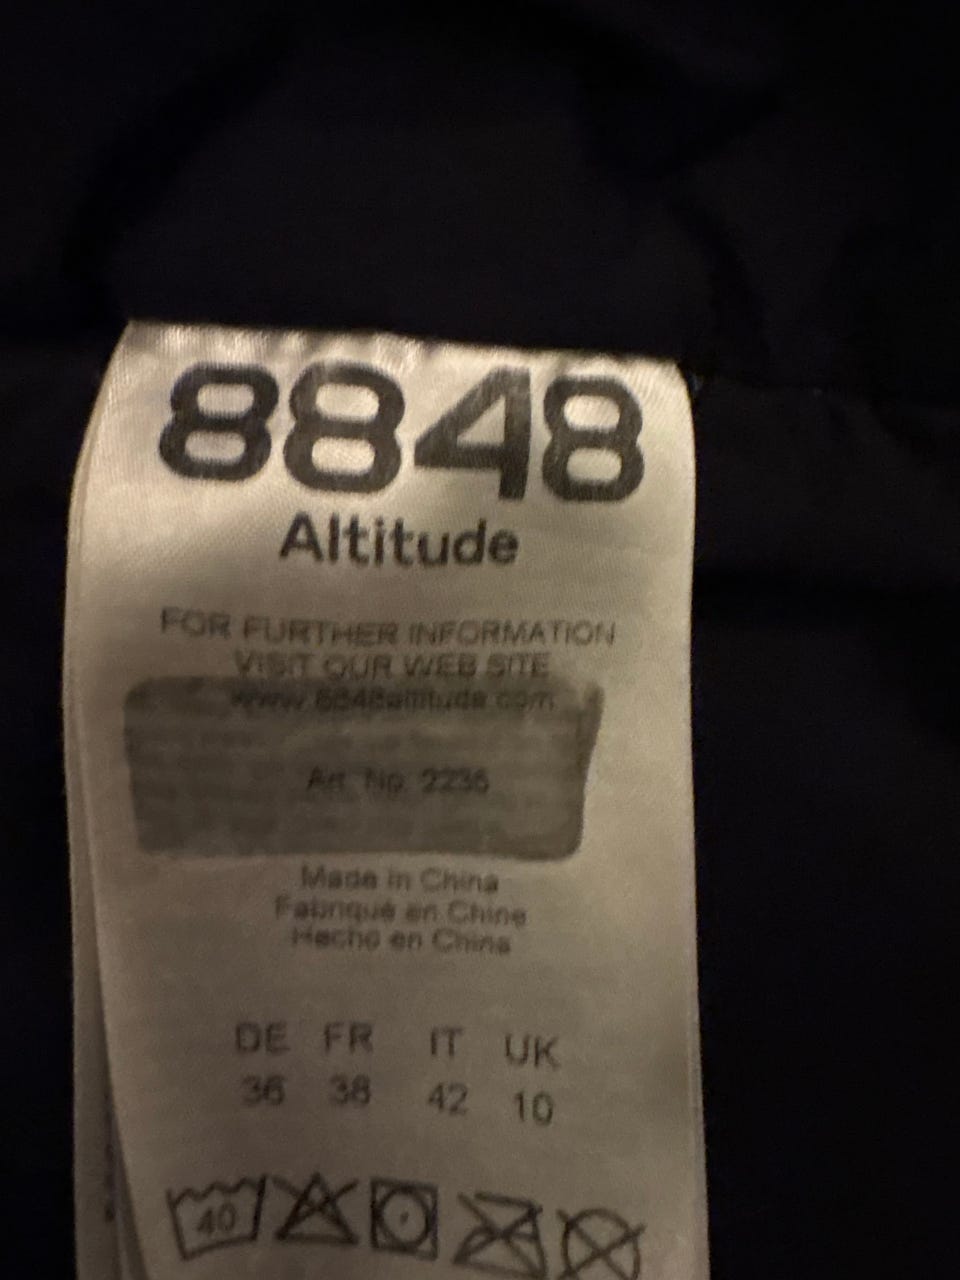 8848
Altitude
FOR FURTHER INFORMATION
VISIT OUR WEB SITE
www.8848altitude.com
Art. No. 2236
Made in China
Fabriqué en Chine
Hecho en China
DE FR IT UK
36 38 42 10
40